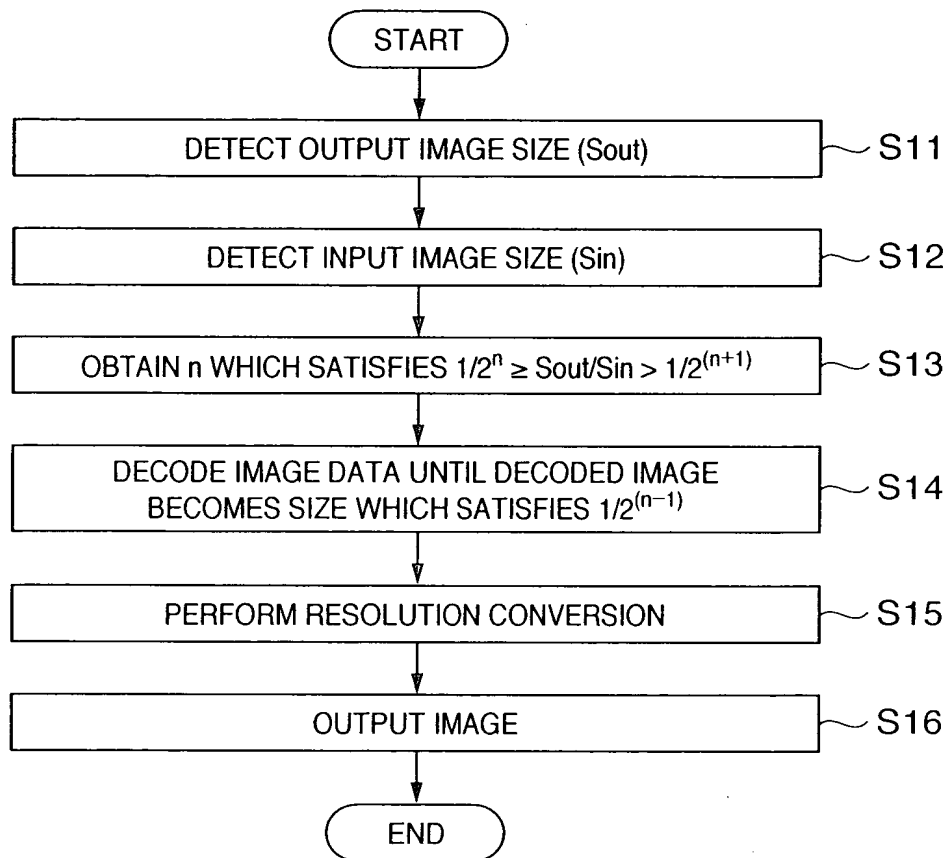 START
DETECT OUTPUT IMAGE SIZE (Sout)
S11
DETECT INPUT IMAGE SIZE (Sin)
S12
OBTAIN n WHICH SATISFIES 1/2^n ≥ Sout/Sin > 1/2^(n+1)
S13
DECODE IMAGE DATA UNTIL DECODED IMAGE
BECOMES SIZE WHICH SATISFIES 1/2^(n−1)
S14
PERFORM RESOLUTION CONVERSION
S15
OUTPUT IMAGE
S16
END